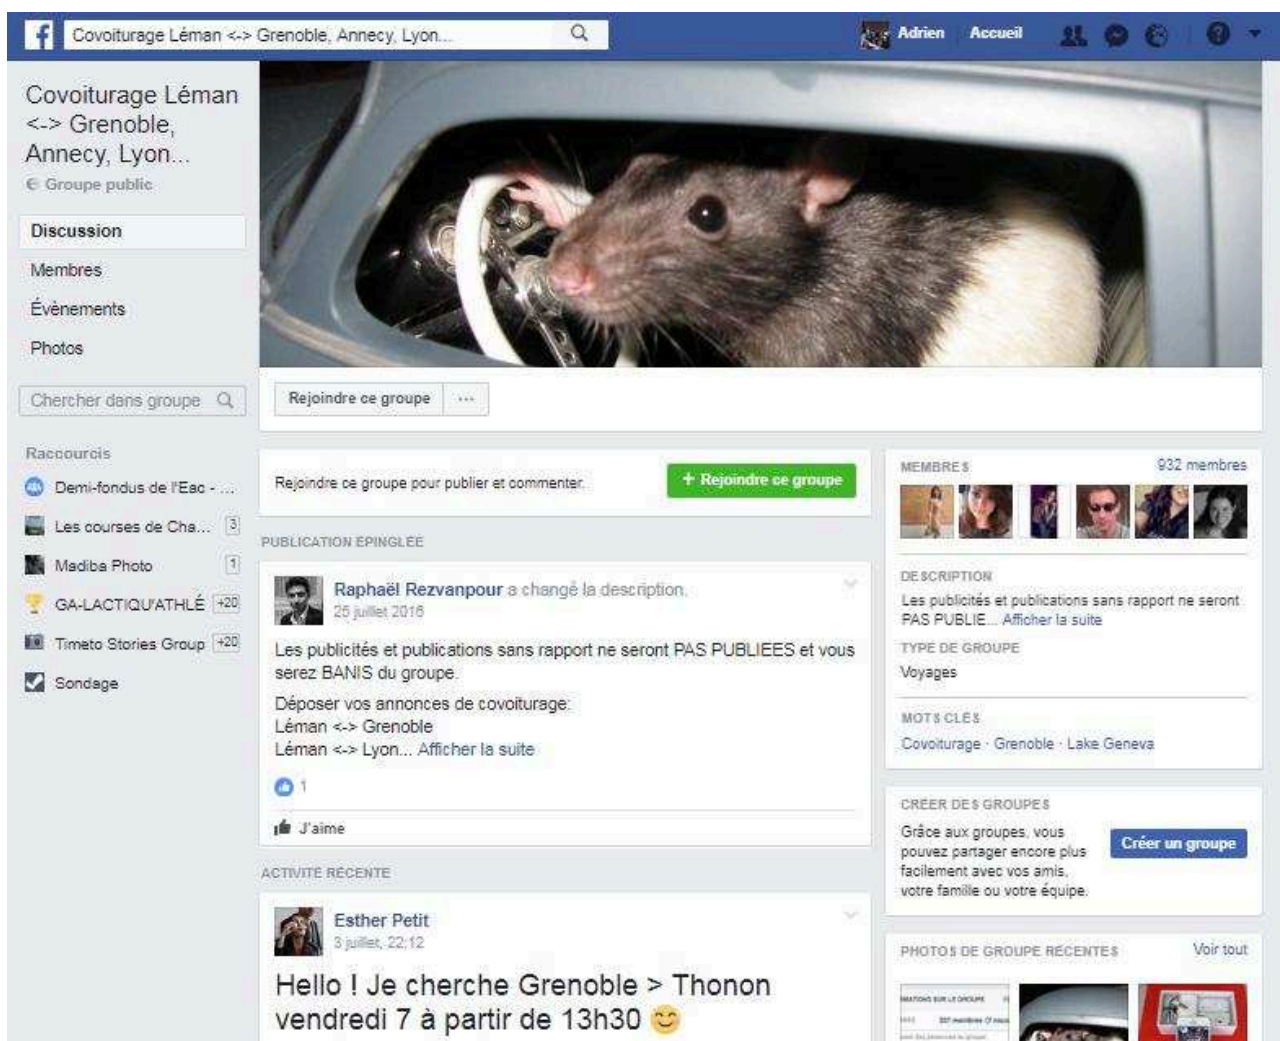 Covoiturage Léman <-> Grenoble, Annecy, Lyon...
Adrien
Accueil
Covoiturage Léman
<-> Grenoble,
Annecy, Lyon...
Groupe public
Discussion
Membres
Évènements
Photos
Chercher dans groupe
Raccourcis
Demi-fondus de l'Eac - ...
Les courses de Cha... 3
Madiba Photo 1
GA-LACTIQU'ATHLÉ +20
Timeto Stories Group +20
Sondage
Rejoindre ce groupe ...
Rejoindre ce groupe pour publier et commenter.
+ Rejoindre ce groupe
PUBLICATION ÉPINGLÉE
Raphaël Rezvanpour a changé la description.
25 juillet 2016
Les publicités et publications sans rapport ne seront PAS PUBLIEES et vous
serez BANIS du groupe.
Déposer vos annonces de covoiturage:
Léman <-> Grenoble
Léman <-> Lyon... Afficher la suite
1
J'aime
ACTIVITÉ RÉCENTE
Esther Petit
3 juillet, 22:12
Hello ! Je cherche Grenoble > Thonon
vendredi 7 à partir de 13h30
MEMBRES
932 membres
DESCRIPTION
Les publicités et publications sans rapport ne seront
PAS PUBLIE... Afficher la suite
TYPE DE GROUPE
Voyages
MOTS CLÉS
Covoiturage · Grenoble · Lake Geneva
CRÉER DES GROUPES
Grâce aux groupes, vous
pouvez partager encore plus
facilement avec vos amis,
votre famille ou votre équipe.
Créer un groupe
PHOTOS DE GROUPE RÉCENTES
Voir tout